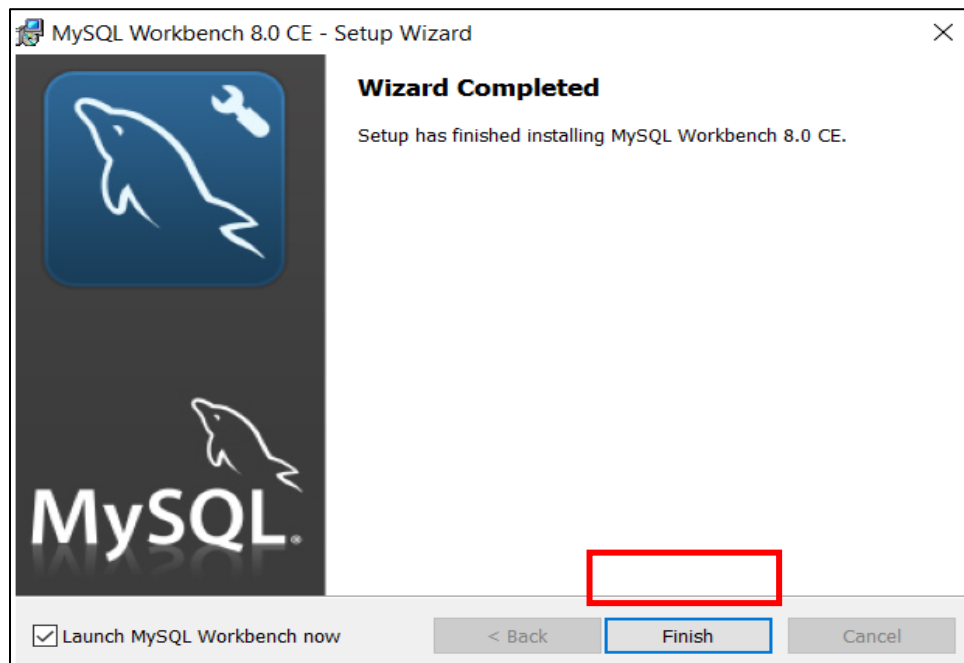 MySQL Workbench 8.0 CE - Setup Wizard
Wizard Completed
Setup has finished installing MySQL Workbench 8.0 CE.
MySQL®
Launch MySQL Workbench now
< Back
Finish
Cancel